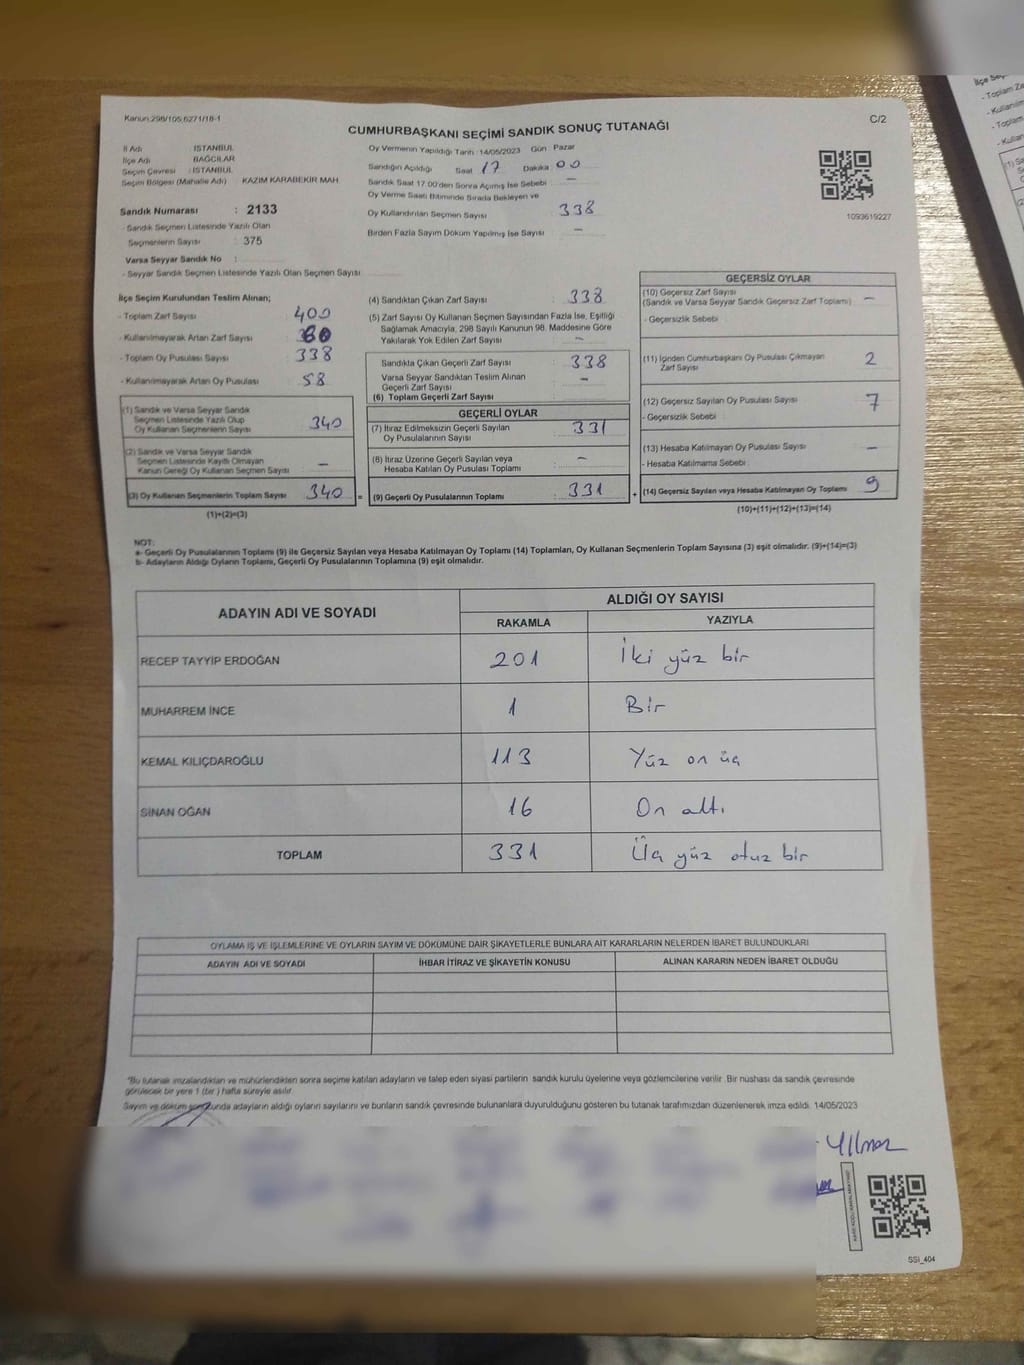 Kanun:298/105;6271/18-1
C/2
CUMHURBAŞKANI SEÇİMİ SANDIK SONUÇ TUTANAĞI
İl Adı : İSTANBUL
İlçe Adı : BAĞCILAR
Seçim Çevresi : İSTANBUL
Seçim Bölgesi (Mahalle Adı) : KAZIM KARABEKİR MAH.
Sandık Numarası : 2133
- Sandık Seçmen Listesinde Yazılı Olan
Seçmenlerin Sayısı : 375
Varsa Seyyar Sandık No :
- Seyyar Sandık Seçmen Listesinde Yazılı Olan Seçmen Sayısı :
Oy Vermenin Yapıldığı Tarih : 14/05/2023 Gün : Pazar
Sandığın Açıldığı Saat : 17 Dakika : 00
Sandık Saat 17.00'den Sonra Açılmış İse Sebebi : -
Oy Verme Saati Bitiminde Sırada Bekleyen ve
Oy Kullandırılan Seçmen Sayısı : 338
Birden Fazla Sayım Döküm Yapılmış İse Sayısı : -
1093619227
İlçe Seçim Kurulundan Teslim Alınan;
- Toplam Zarf Sayısı : 400
- Kullanılmayarak Artan Zarf Sayısı : 60
- Toplam Oy Pusulası Sayısı : 338
- Kullanılmayarak Artan Oy Pusulası : 58
(1) Sandık ve Varsa Seyyar Sandık
Seçmen Listesinde Yazılı Olup
Oy Kullanan Seçmenlerin Sayısı : 340
(2) Sandık ve Varsa Seyyar Sandık
Seçmen Listesinde Kayıtlı Olmayan
Kanun Gereği Oy Kullanan Seçmen Sayısı : -
(3) Oy Kullanan Seçmenlerin Toplam Sayısı : 340
(1)+(2)=(3)
(4) Sandıktan Çıkan Zarf Sayısı : 338
(5) Zarf Sayısı Oy Kullanan Seçmen Sayısından Fazla İse, Eşitliği
Sağlamak Amacıyla, 298 Sayılı Kanunun 98. Maddesine Göre
Yakılarak Yok Edilen Zarf Sayısı : -
Sandıkta Çıkan Geçerli Zarf Sayısı : 338
Varsa Seyyar Sandıktan Teslim Alınan
Geçerli Zarf Sayısı : -
(6) Toplam Geçerli Zarf Sayısı :
GEÇERLİ OYLAR
(7) İtiraz Edilmeksizin Geçerli Sayılan
Oy Pusulalarının Sayısı : 331
(8) İtiraz Üzerine Geçerli Sayılan veya
Hesaba Katılan Oy Pusulası Toplamı : -
= (9) Geçerli Oy Pusulalarının Toplamı : 331 +
GEÇERSİZ OYLAR
(10) Geçersiz Zarf Sayısı
(Sandık ve Varsa Seyyar Sandık Geçersiz Zarf Toplamı) : -
- Geçersizlik Sebebi :
(11) İçinden Cumhurbaşkanı Oy Pusulası Çıkmayan
Zarf Sayısı : 2
(12) Geçersiz Sayılan Oy Pusulası Sayısı : 7
- Geçersizlik Sebebi :
(13) Hesaba Katılmayan Oy Pusulası Sayısı : -
- Hesaba Katılmama Sebebi :
(14) Geçersiz Sayılan veya Hesaba Katılmayan Oy Toplamı : 9
(10)+(11)+(12)+(13)=(14)
NOT:
a- Geçerli Oy Pusulalarının Toplamı (9) ile Geçersiz Sayılan veya Hesaba Katılmayan Oy Toplamı (14) Toplamları, Oy Kullanan Seçmenlerin Toplam Sayısına (3) eşit olmalıdır. (9)+(14)=(3)
b- Adayların Aldığı Oyların Toplamı, Geçerli Oy Pusulalarının Toplamına (9) eşit olmalıdır.
ADAYIN ADI VE SOYADI ALDIĞI OY SAYISI
RAKAMLA YAZIYLA
RECEP TAYYİP ERDOĞAN 201 İki yüz bir
MUHARREM İNCE 1 Bir
KEMAL KILIÇDAROĞLU 113 Yüz on üç
SİNAN OĞAN 16 On altı
TOPLAM 331 Üç yüz otuz bir
OYLAMA İŞ VE İŞLEMLERİNE VE OYLARIN SAYIM VE DÖKÜMÜNE DAİR ŞİKAYETLERLE BUNLARA AİT KARARLARIN NELERDEN İBARET BULUNDUKLARI
ADAYIN ADI VE SOYADI İHBAR İTİRAZ VE ŞİKAYETİN KONUSU ALINAN KARARIN NEDEN İBARET OLDUĞU
*Bu tutanak imzalandıktan ve mühürlendikten sonra seçime katılan adayların ve talep eden siyasi partilerin sandık kurulu üyelerine veya gözlemcilerine verilir .Bir nushası da sandık çevresinde
görülecek bir yere 1 (bir ) hafta süreyle asılır.
Sayım ve döküm sonucunda adayların aldığı oyların sayılarını ve bunların sandık çevresinde bulunanlara duyurulduğunu gösteren bu tutanak tarafımızdan düzenlenerek imza edildi. 14/05/2023
Yılmaz
SSİ_404